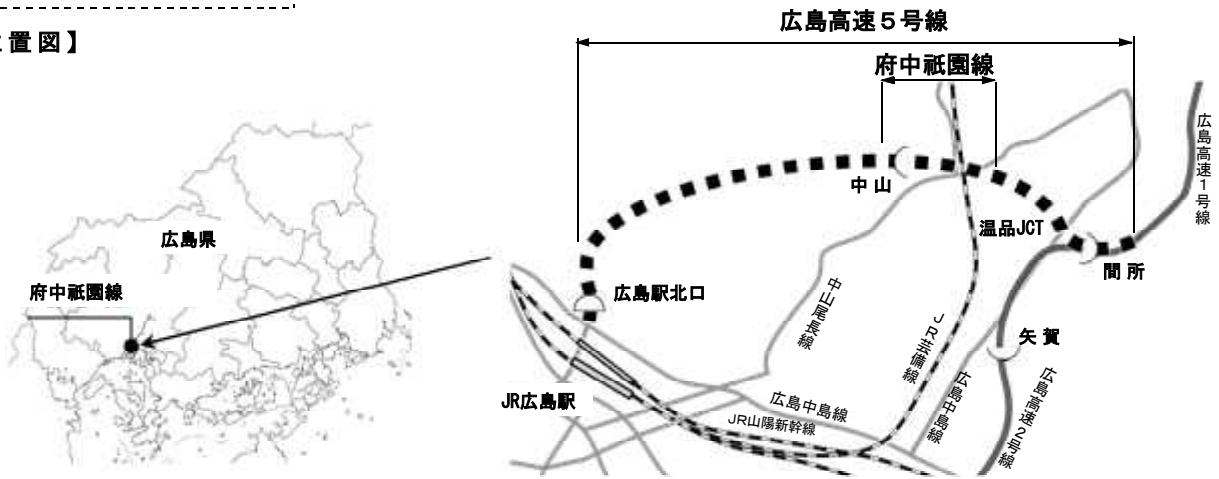 置図】
広島県
府中祇園線
広島高速５号線
府中祇園線
広島高速１号線
中山
温品JCT
間所
広島駅北口
中山尾長線
JR芸備線
矢賀
広島中島線
広島高速２号線
JR広島駅
広島中島線
JR山陽新幹線